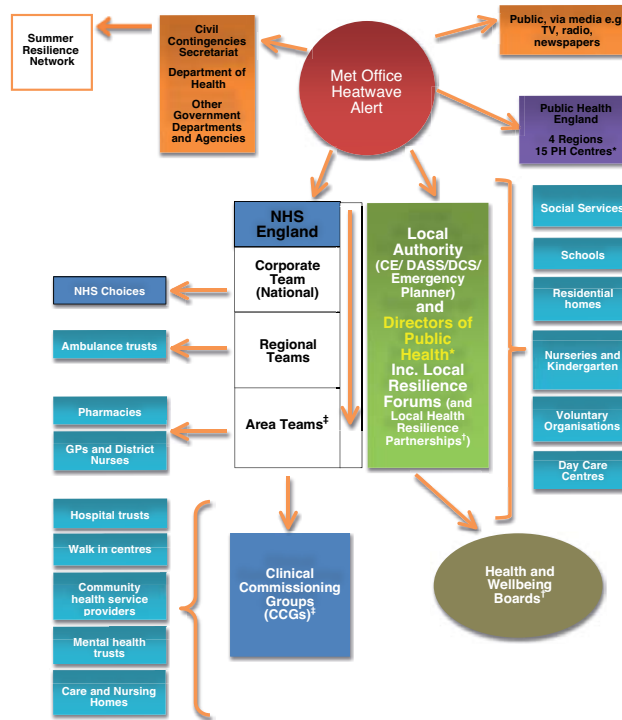 Summer
Resilience
Network
Civil
Contingencies
Secretariat
Department of
Health
Other
Government
Departments
and Agencies
Met Office
Heatwave
Alert
Public, via media e.g
TV, radio,
newspapers
Public Health
England
4 Regions
15 PH Centres*
NHS
England
Corporate
Team
(National)
Regional
Teams
Area Teams‡
NHS Choices
Ambulance trusts
Pharmacies
GPs and District
Nurses
Local
Authority
(CE/ DASS/DCS/
Emergency
Planner)
and
Directors of
Public
Health*
Inc. Local
Resilience
Forums (and
Local Health
Resilience
Partnerships†)
Social Services
Schools
Residential
homes
Nurseries and
Kindergarten
Voluntary
Organisations
Day Care
Centres
Hospital trusts
Walk in centres
Community
health service
providers
Mental health
trusts
Care and Nursing
Homes
Clinical
Commissioning
Groups
(CCGs)‡
Health and
Wellbeing
Boards†